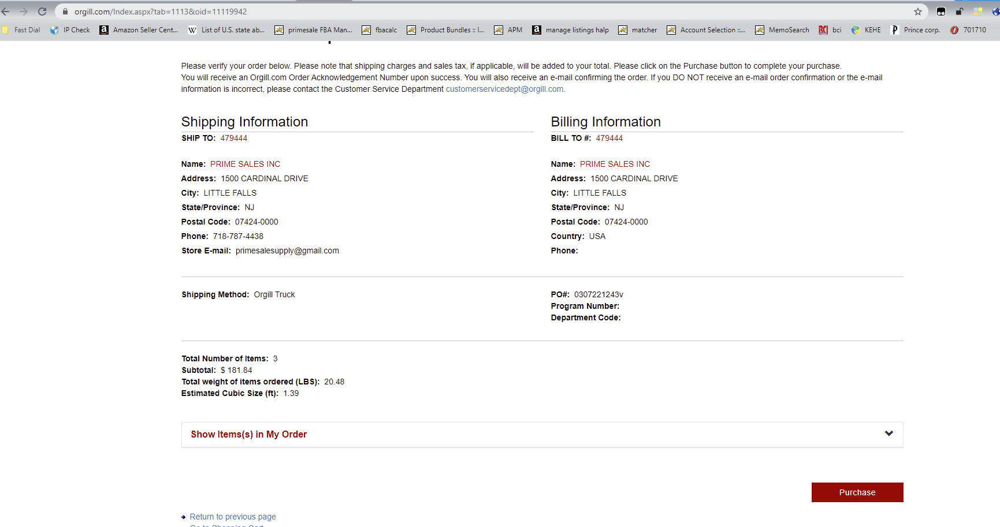 orgill.com/Index.aspx?tab=1113&oid=11119942
Fast Dial IP Check Amazon Seller Cent... List of U.S. state ab... primesale FBA Man... fbacalc Product Bundles :: I... APM manage listings halp matcher Account Selection ::... MemoSearch RCI bci KEHE Prince corp. 701710
Please verify your order below. Please note that shipping charges and sales tax, if applicable, will be added to your total. Please click on the Purchase button to complete your purchase.
You will receive an Orgill.com Order Acknowledgement Number upon success. You will also receive an e-mail confirming the order. If you DO NOT receive an e-mail order confirmation or the e-mail
information is incorrect, please contact the Customer Service Department customerservicedept@orgill.com.
Shipping Information
SHIP TO: 479444
Name: PRIME SALES INC
Address: 1500 CARDINAL DRIVE
City: LITTLE FALLS
State/Province: NJ
Postal Code: 07424-0000
Phone: 718-787-4438
Store E-mail: primesalesupply@gmail.com
Billing Information
BILL TO #: 479444
Name: PRIME SALES INC
Address: 1500 CARDINAL DRIVE
City: LITTLE FALLS
State/Province: NJ
Postal Code: 07424-0000
Country: USA
Phone:
Shipping Method: Orgill Truck
PO#: 0307221243v
Program Number:
Department Code:
Total Number of Items: 3
Subtotal: $ 181.84
Total weight of items ordered (LBS): 20.48
Estimated Cubic Size (ft): 1.39
Show Items(s) in My Order
Purchase
Return to previous page
Go to Shopping Cart